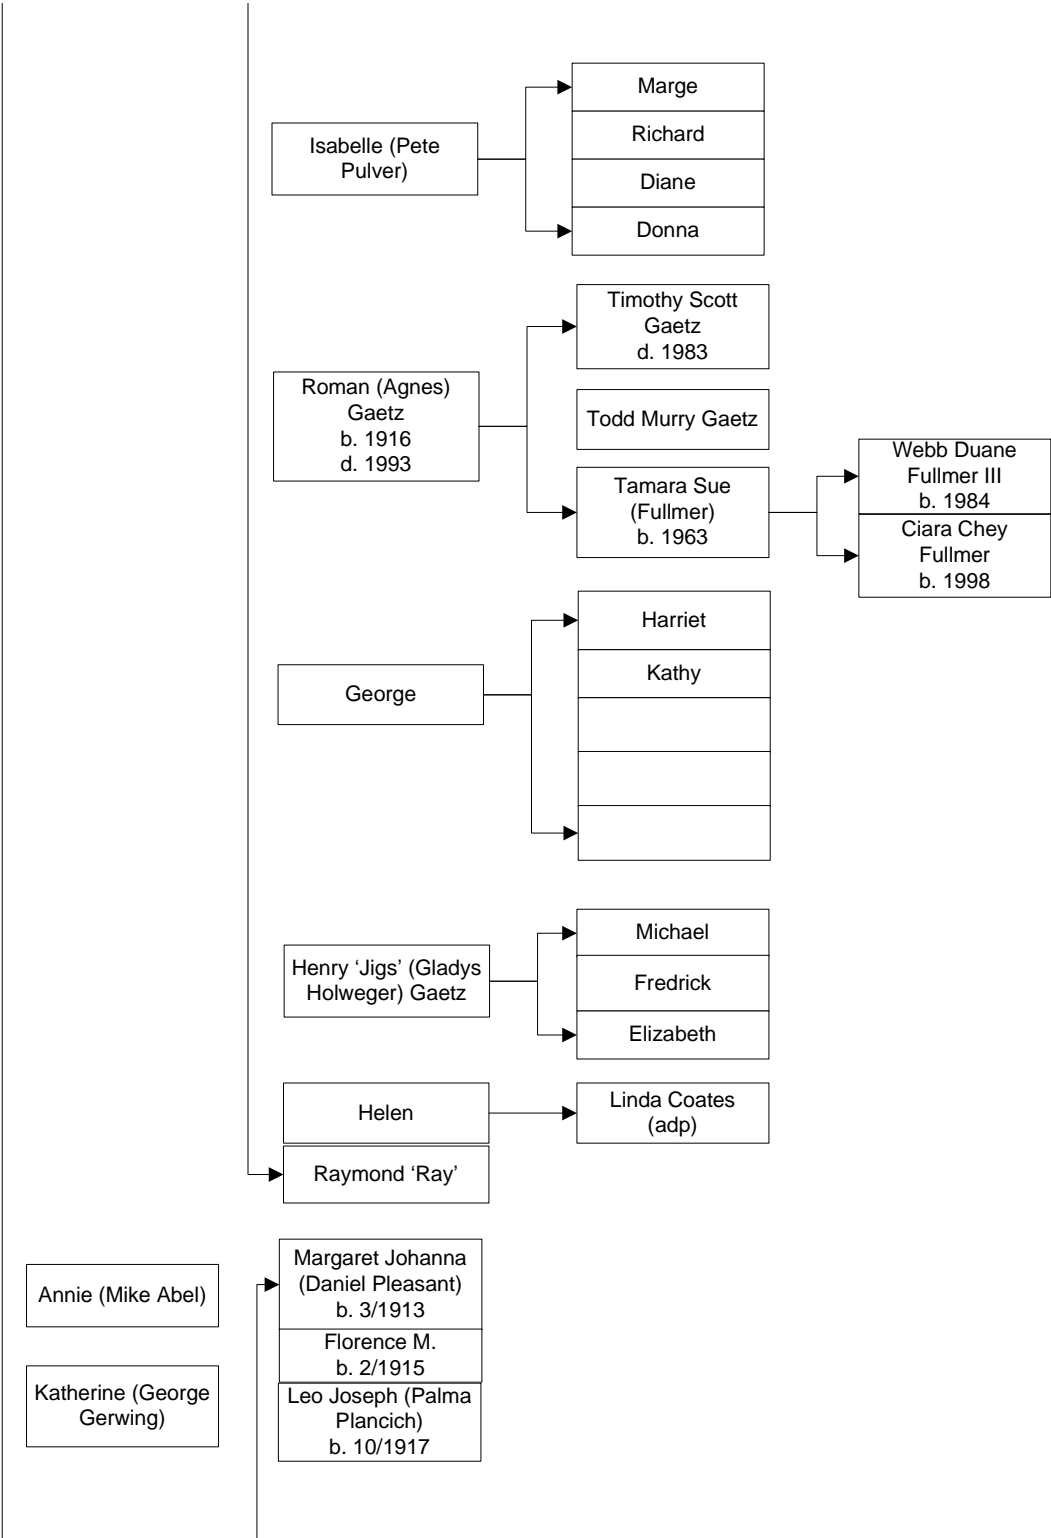 Marge
Isabelle (Pete
Pulver)
Richard
Diane
Donna
Timothy Scott
Gaetz
d. 1983
Roman (Agnes)
Gaetz
b. 1916
d. 1993
Todd Murry Gaetz
Tamara Sue
(Fullmer)
b. 1963
Webb Duane
Fullmer III
b. 1984
Ciara Chey
Fullmer
b. 1998
Harriet
Kathy
George
Michael
Henry ‘Jigs’ (Gladys
Holweger) Gaetz
Fredrick
Elizabeth
Helen
Linda Coates
(adp)
Raymond ‘Ray’
Annie (Mike Abel)
Margaret Johanna
(Daniel Pleasant)
b. 3/1913
Florence M.
b. 2/1915
Katherine (George
Gerwing)
Leo Joseph (Palma
Plancich)
b. 10/1917